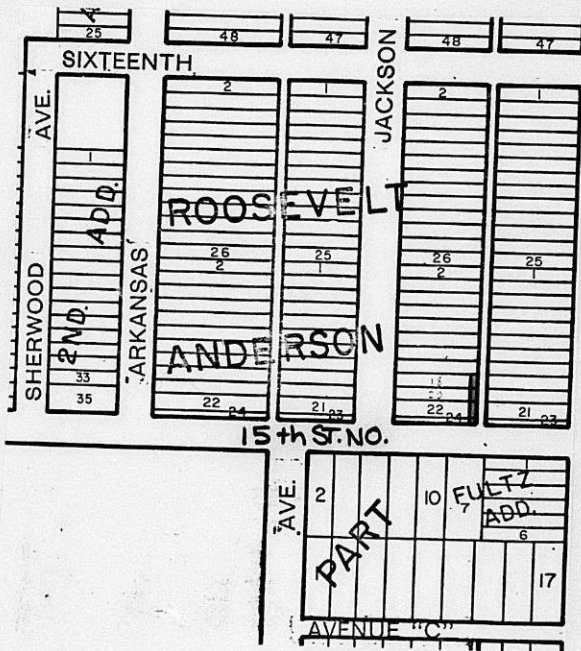 25 48 47 48 47
SIXTEENTH
JACKSON
AVE.
2 1 2 1
1
2ND. ADD.
ROOSEVELT
26 25 26 25
2 1 2 1
SHERWOOD
ARKANSAS
ANDERSON
33
35
22 21 22 21
24 23 24 23
15th ST. NO.
AVE.
2 10 7 FULTZ
ADD.
1
6
PART
17
AVENUE "C"